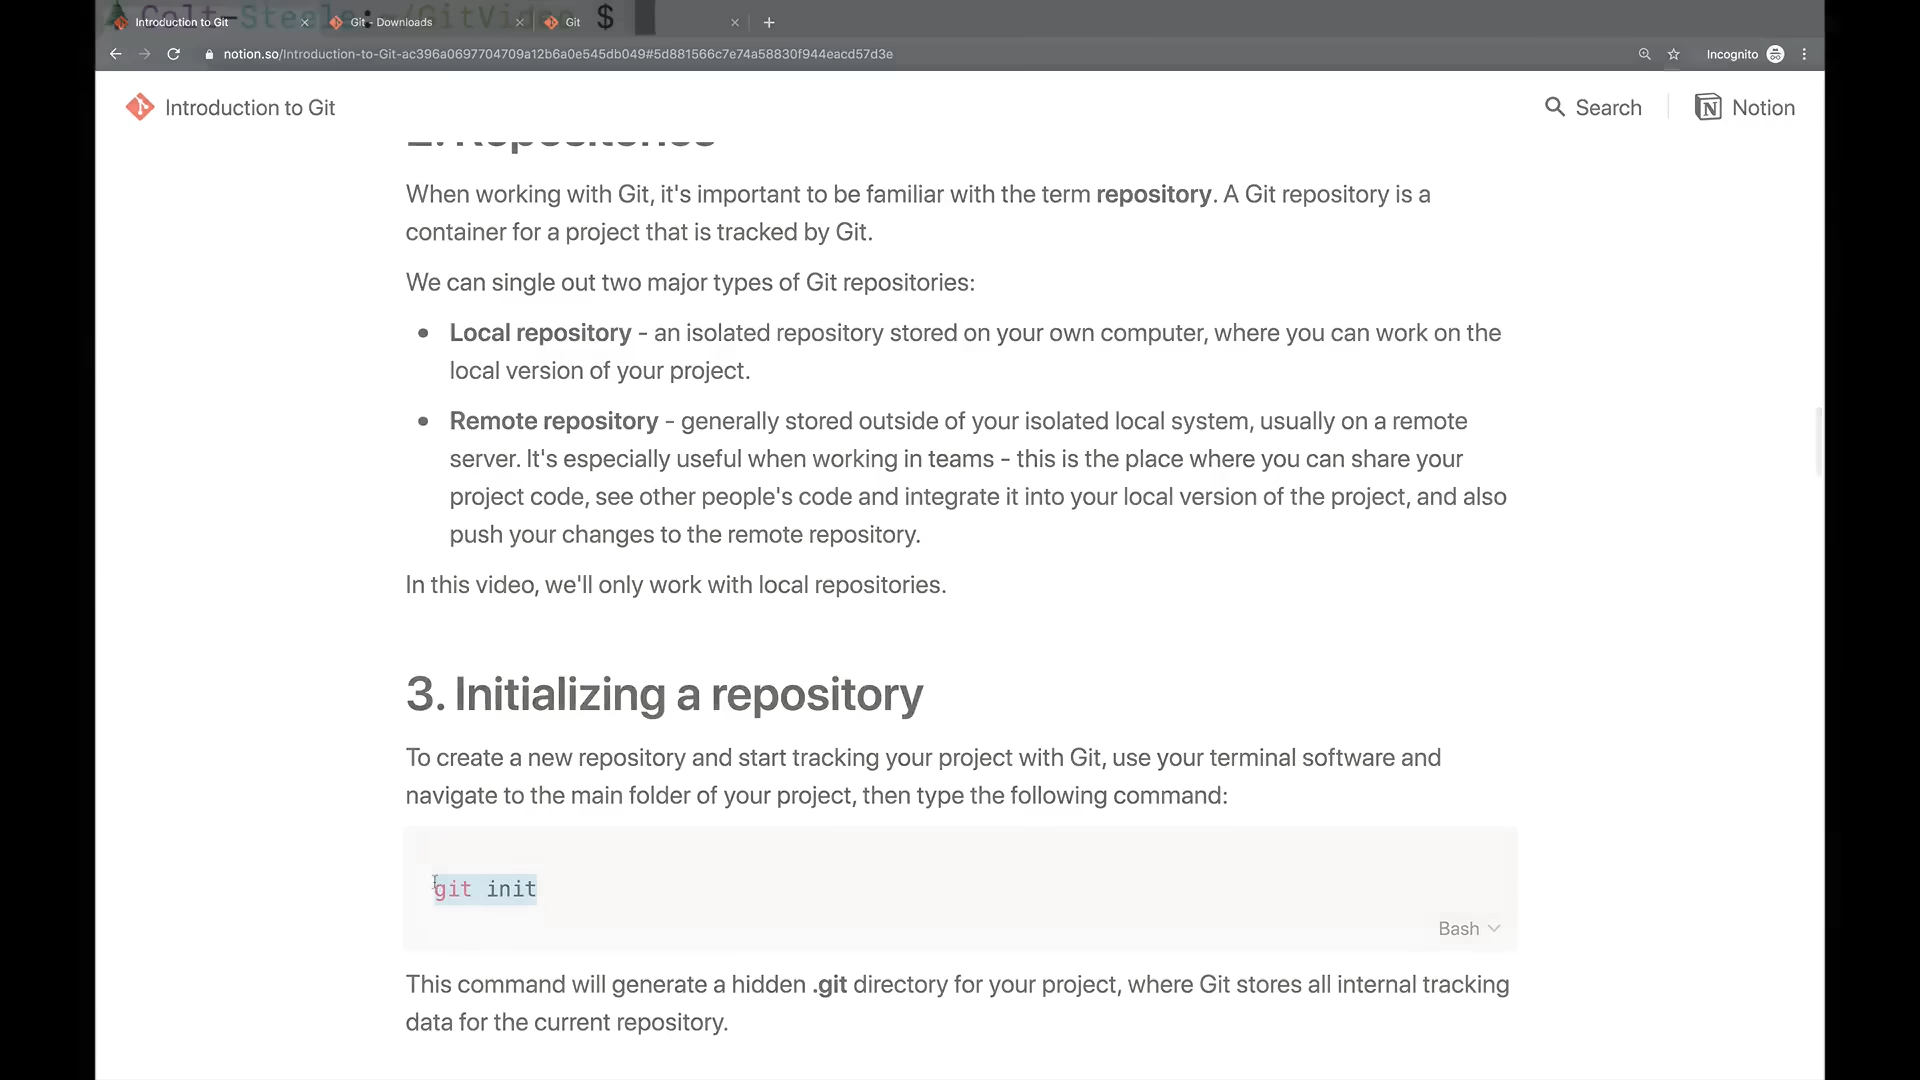 Colt-Steele:~/GitVideo $
Introduction to Git
Git - Downloads
Git
notion.so/Introduction-to-Git-ac396a0697704709a12b6a0e545db049#5d881566c7e74a58830f944eacd57d3e
Incognito
Introduction to Git
Search
Notion
2. Repositories
When working with Git, it's important to be familiar with the term repository. A Git repository is a
container for a project that is tracked by Git.
We can single out two major types of Git repositories:
• Local repository - an isolated repository stored on your own computer, where you can work on the
local version of your project.
• Remote repository - generally stored outside of your isolated local system, usually on a remote
server. It's especially useful when working in teams - this is the place where you can share your
project code, see other people's code and integrate it into your local version of the project, and also
push your changes to the remote repository.
In this video, we'll only work with local repositories.
3. Initializing a repository
To create a new repository and start tracking your project with Git, use your terminal software and
navigate to the main folder of your project, then type the following command:
git init
Bash
This command will generate a hidden .git directory for your project, where Git stores all internal tracking
data for the current repository.